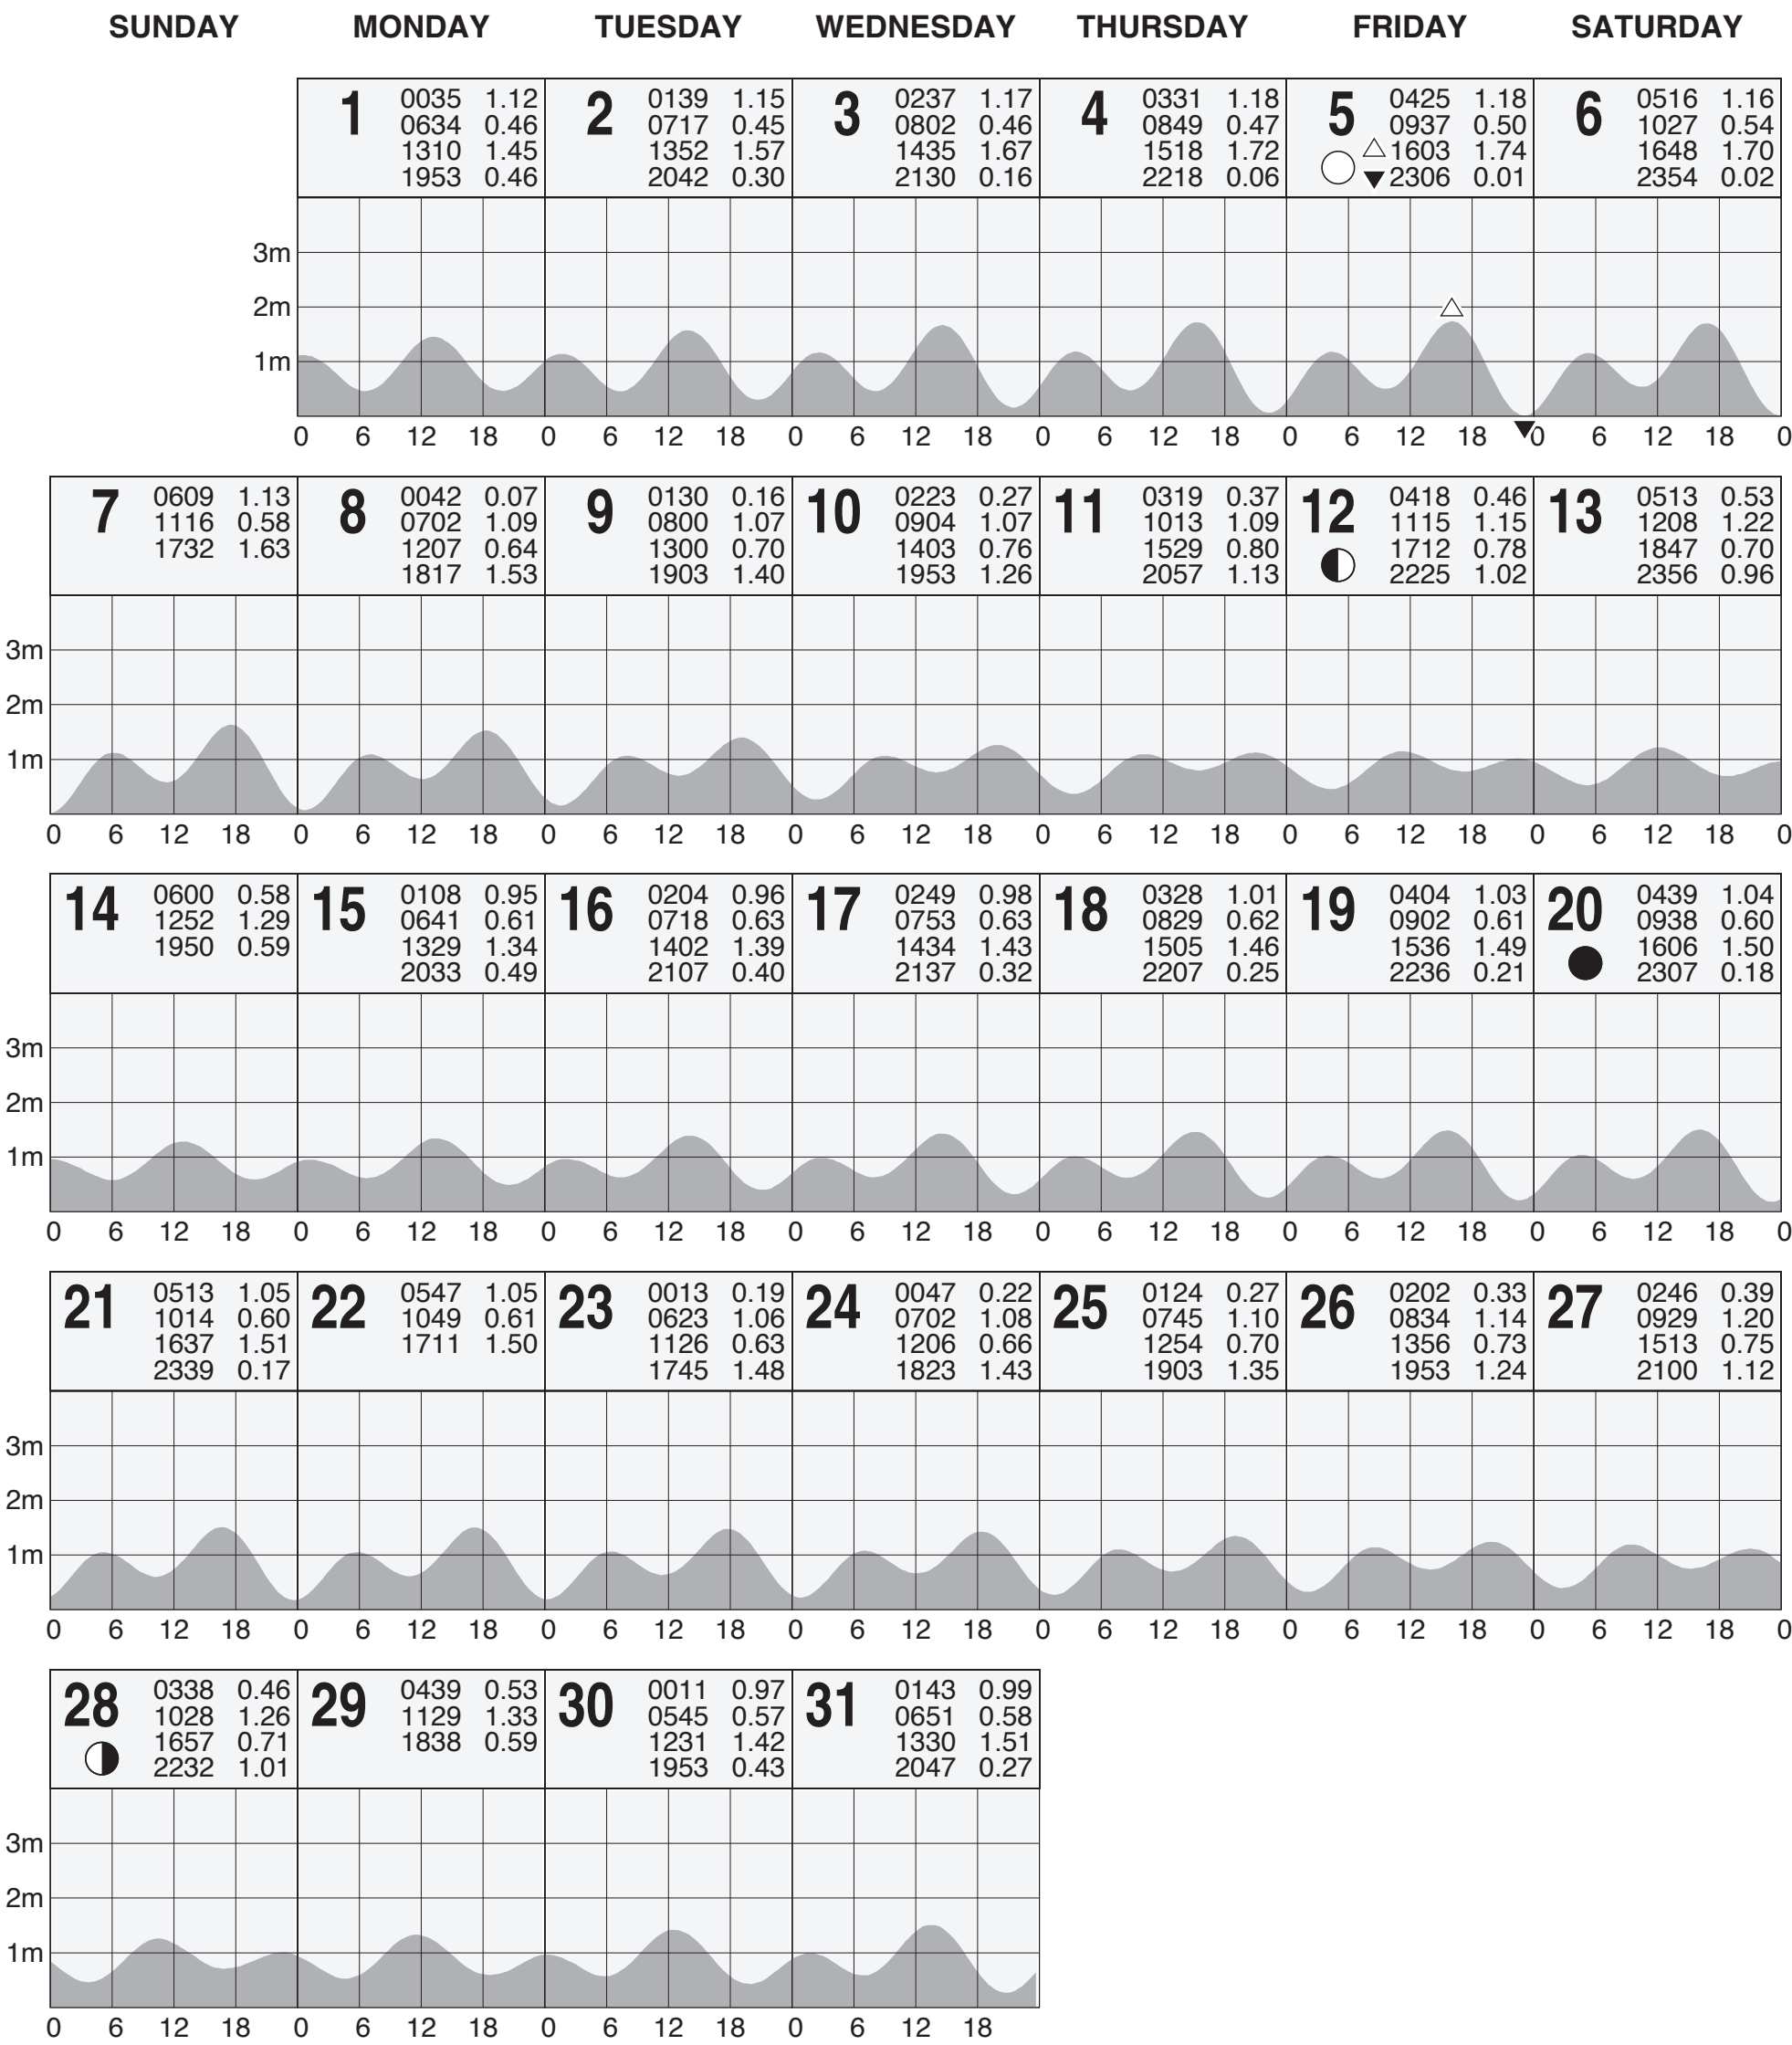 SUNDAY MONDAY TUESDAY WEDNESDAY THURSDAY FRIDAY SATURDAY
1 0035 1.12 2 0139 1.15 3 0237 1.17 4 0331 1.18 5 0425 1.18 6 0516 1.16
0634 0.46 0717 0.45 0802 0.46 0849 0.47 0937 0.50 1027 0.54
1310 1.45 1352 1.57 1435 1.67 1518 1.72 1603 1.74 1648 1.70
1953 0.46 2042 0.30 2130 0.16 2218 0.06 2306 0.01 2354 0.02
3m
2m
1m
0 6 12 18 0 6 12 18 0 6 12 18 0 6 12 18 0 6 12 18 0 6 12 18 0
7 0609 1.13 8 0042 0.07 9 0130 0.16 10 0223 0.27 11 0319 0.37 12 0418 0.46 13 0513 0.53
1116 0.58 0702 1.09 0800 1.07 0904 1.07 1013 1.09 1115 1.15 1208 1.22
1732 1.63 1207 0.64 1300 0.70 1403 0.76 1529 0.80 1712 0.78 1847 0.70
1817 1.53 1903 1.40 1953 1.26 2057 1.13 2225 1.02 2356 0.96
3m
2m
1m
0 6 12 18 0 6 12 18 0 6 12 18 0 6 12 18 0 6 12 18 0 6 12 18 0 6 12 18 0
14 0600 0.58 15 0108 0.95 16 0204 0.96 17 0249 0.98 18 0328 1.01 19 0404 1.03 20 0439 1.04
1252 1.29 0641 0.61 0718 0.63 0753 0.63 0829 0.62 0902 0.61 0938 0.60
1950 0.59 1329 1.34 1402 1.39 1434 1.43 1505 1.46 1536 1.49 1606 1.50
2033 0.49 2107 0.40 2137 0.32 2207 0.25 2236 0.21 2307 0.18
3m
2m
1m
0 6 12 18 0 6 12 18 0 6 12 18 0 6 12 18 0 6 12 18 0 6 12 18 0 6 12 18 0
21 0513 1.05 22 0547 1.05 23 0013 0.19 24 0047 0.22 25 0124 0.27 26 0202 0.33 27 0246 0.39
1014 0.60 1049 0.61 0623 1.06 0702 1.08 0745 1.10 0834 1.14 0929 1.20
1637 1.51 1711 1.50 1126 0.63 1206 0.66 1254 0.70 1356 0.73 1513 0.75
2339 0.17 1745 1.48 1823 1.43 1903 1.35 1953 1.24 2100 1.12
3m
2m
1m
0 6 12 18 0 6 12 18 0 6 12 18 0 6 12 18 0 6 12 18 0 6 12 18 0 6 12 18 0
28 0338 0.46 29 0439 0.53 30 0011 0.97 31 0143 0.99
1028 1.26 1129 1.33 0545 0.57 0651 0.58
1657 0.71 1838 0.59 1231 1.42 1330 1.51
2232 1.01 1953 0.43 2047 0.27
3m
2m
1m
0 6 12 18 0 6 12 18 0 6 12 18 0 6 12 18